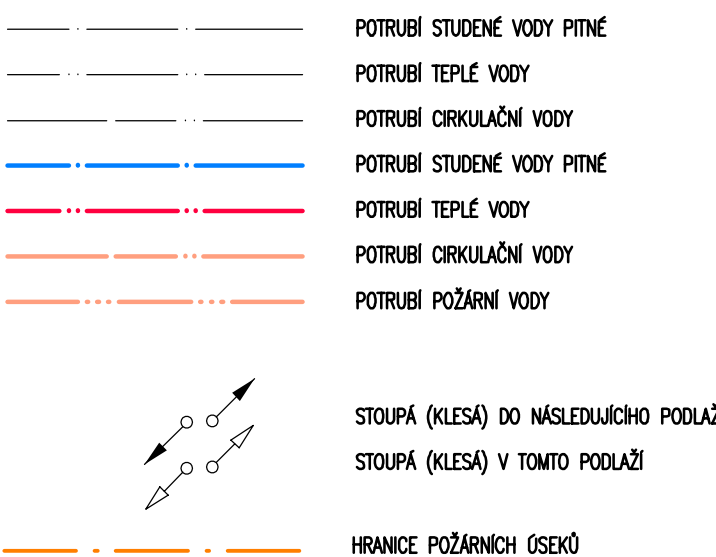 POTRUBÍ STUDENÉ VODY PITNÉ
POTRUBÍ TEPLÉ VODY
POTRUBÍ CIRKULAČNÍ VODY
POTRUBÍ STUDENÉ VODY PITNÉ
POTRUBÍ TEPLÉ VODY
POTRUBÍ CIRKULAČNÍ VODY
POTRUBÍ POŽÁRNÍ VODY
STOUPÁ (KLESÁ) DO NÁSLEDUJÍCÍHO
STOUPÁ (KLESÁ) V TOMTO PODLAŽÍ
HRANICE POŽÁRNÍCH ÚSEKŮ